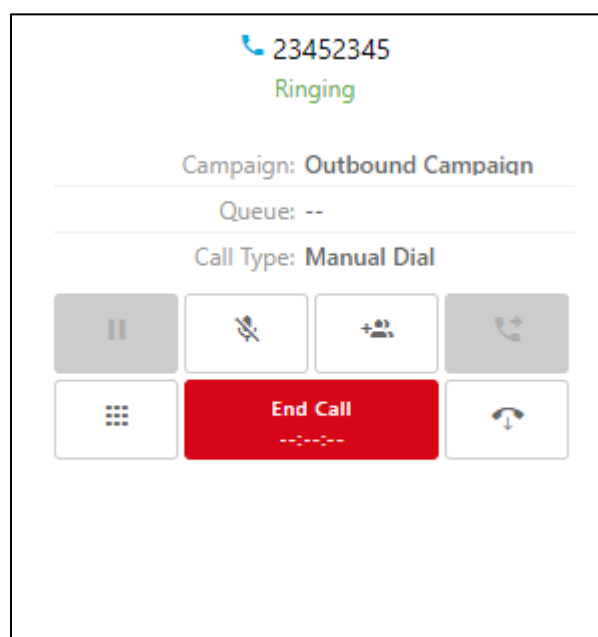 23452345
Ringing
Campaign: Outbound Campaign
Queue: --
Call Type: Manual Dial
End Call
--:--:--